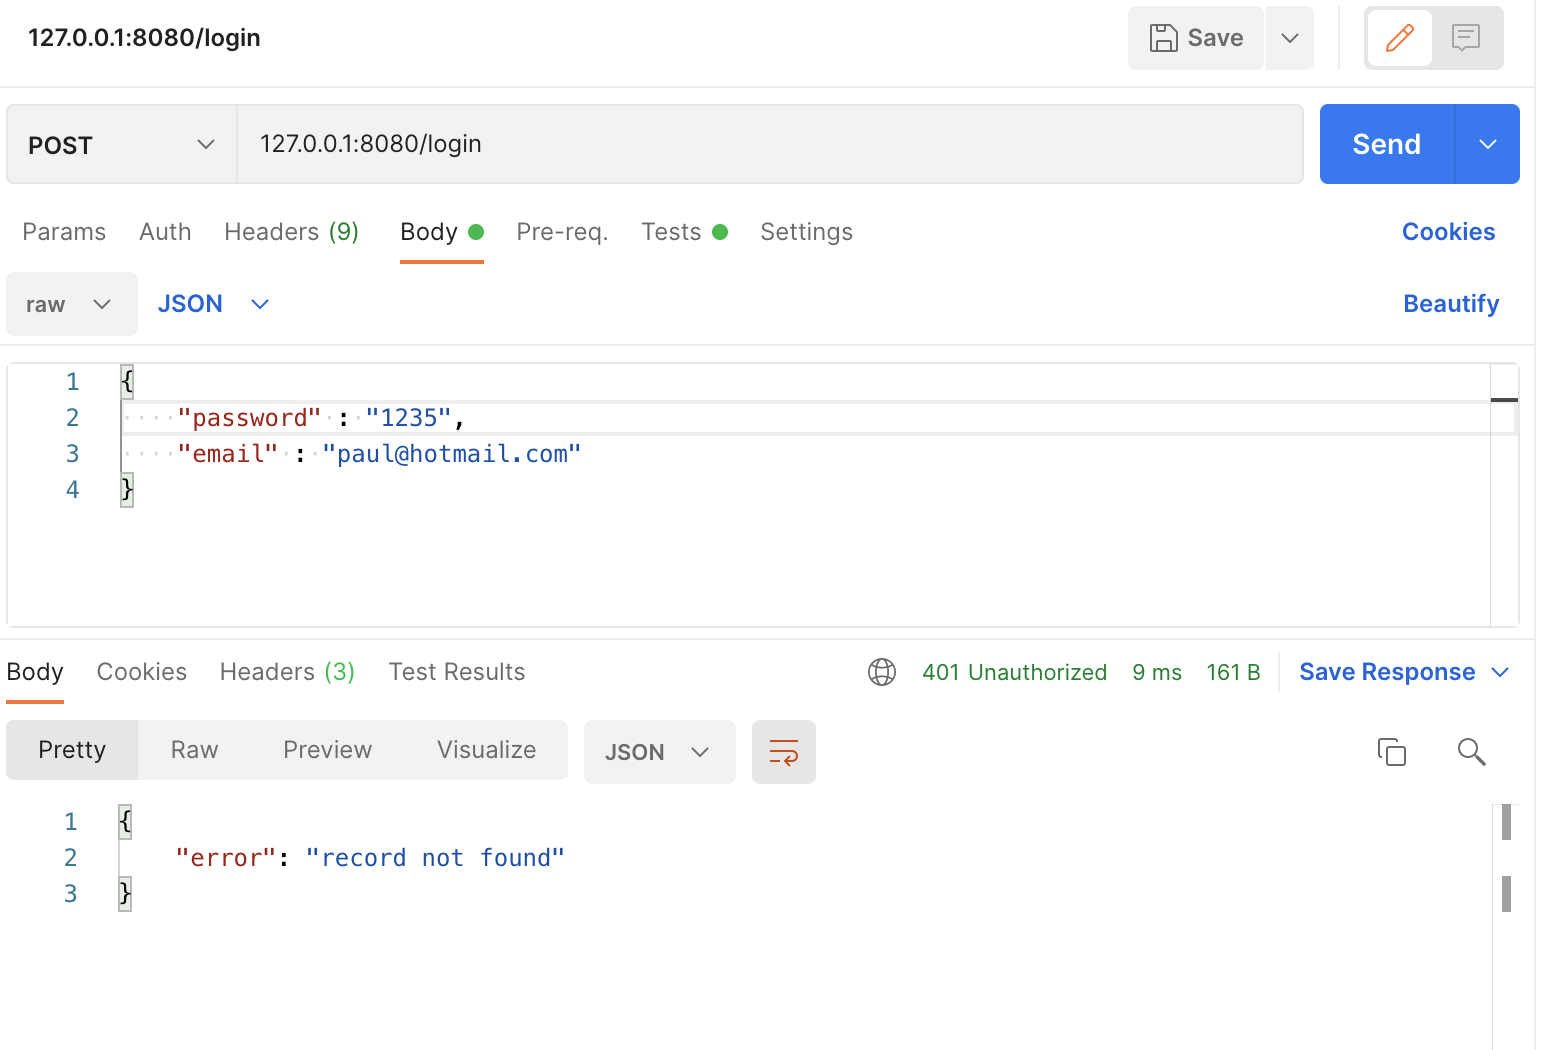 127.0.0.1:8080/login
Save
POST
127.0.0.1:8080/login
Send
Params Auth Headers (9) Body Pre-req. Tests Settings Cookies
raw JSON Beautify
1 {
2 ····"password"·:·"1235",
3 ····"email"·:·"paul@hotmail.com"
4 }
Body Cookies Headers (3) Test Results 401 Unauthorized 9 ms 161 B Save Response
Pretty Raw Preview Visualize JSON
1 {
2 "error": "record not found"
3 }